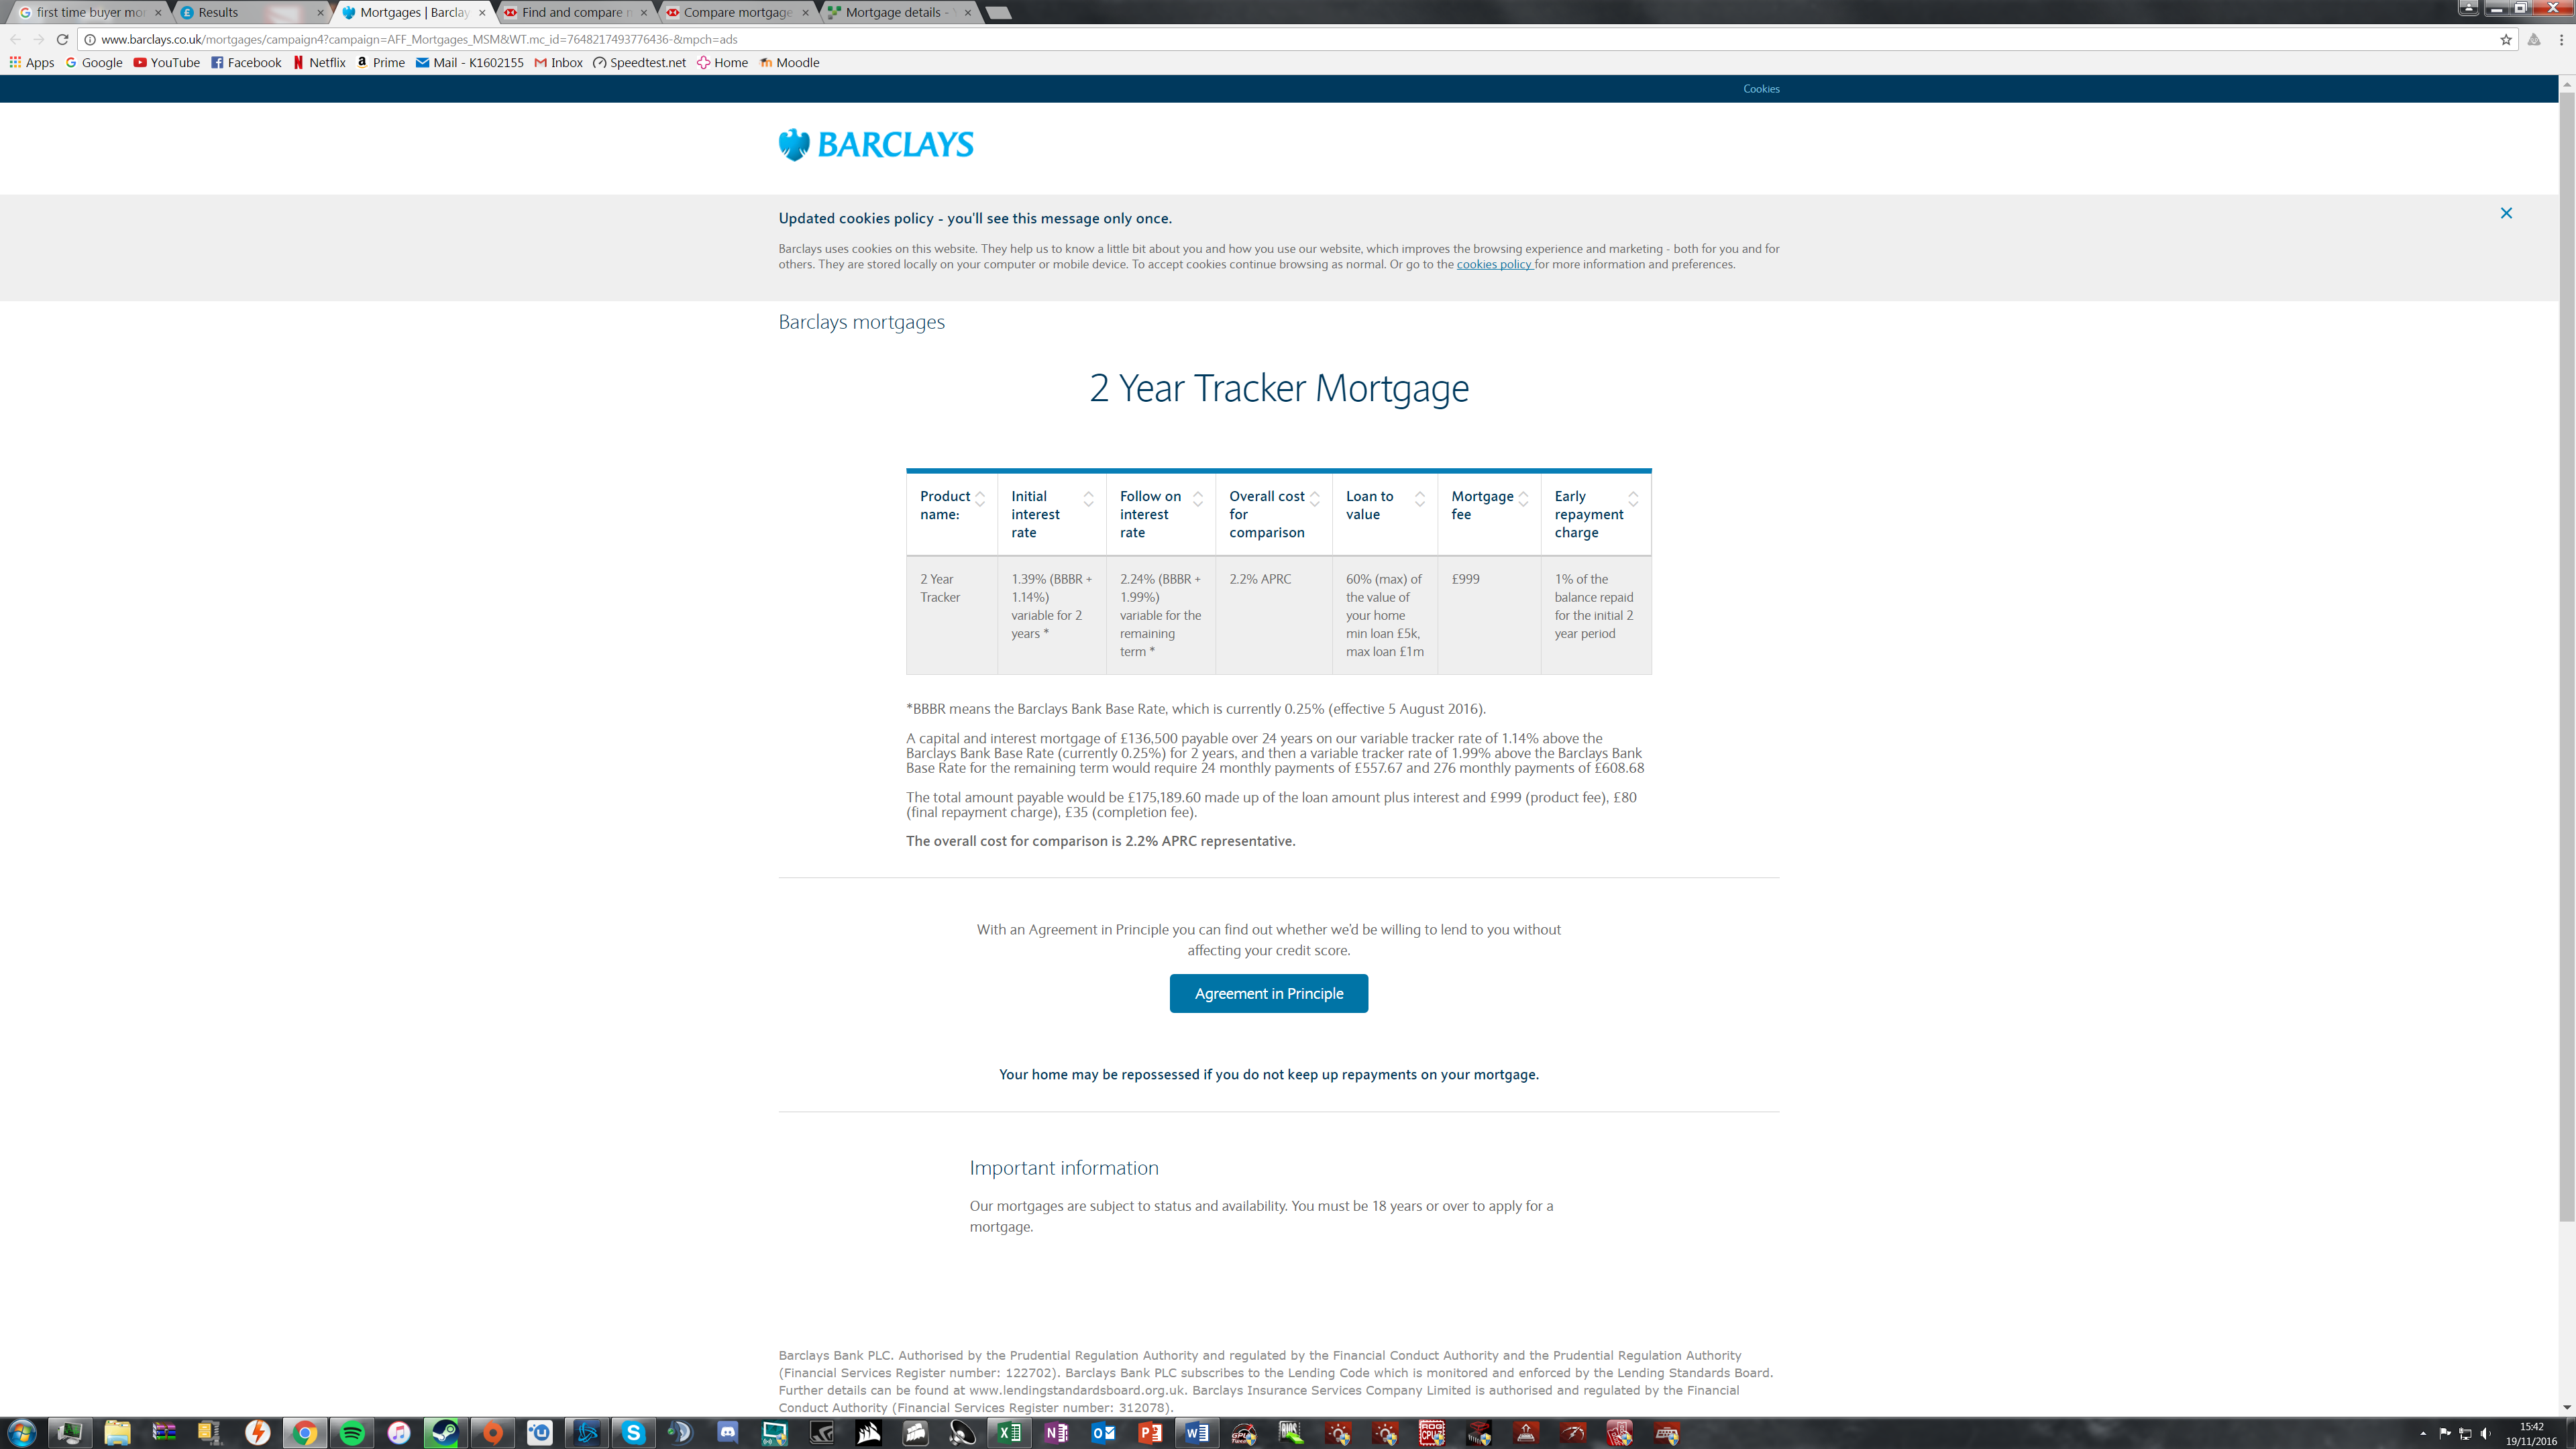 first time buyer mor
Results
Mortgages | Barclay
Find and compare m
Compare mortgage
Mortgage details -
www.barclays.co.uk/mortgages/campaign4?campaign=AFF_Mortgages_MSM&WT.mc_id=7648217493776436-&mpch=ads
Apps Google YouTube Facebook Netflix Prime Mail - K1602155 Inbox Speedtest.net Home Moodle
Cookies
BARCLAYS
Updated cookies policy - you'll see this message only once.
Barclays uses cookies on this website. They help us to know a little bit about you and how you use our website, which improves the browsing experience and marketing - both for you and for
others. They are stored locally on your computer or mobile device. To accept cookies continue browsing as normal. Or go to the cookies policy for more information and preferences.
Barclays mortgages
2 Year Tracker Mortgage
Product
name:
Initial
interest
rate
Follow on
interest
rate
Overall cost
for
comparison
Loan to
value
Mortgage
fee
Early
repayment
charge
2 Year
Tracker
1.39% (BBBR +
1.14%)
variable for 2
years *
2.24% (BBBR +
1.99%)
variable for the
remaining
term *
2.2% APRC
60% (max) of
the value of
your home
min loan £5k,
max loan £1m
£999
1% of the
balance repaid
for the initial 2
year period
*BBBR means the Barclays Bank Base Rate, which is currently 0.25% (effective 5 August 2016).
A capital and interest mortgage of £136,500 payable over 24 years on our variable tracker rate of 1.14% above the
Barclays Bank Base Rate (currently 0.25%) for 2 years, and then a variable tracker rate of 1.99% above the Barclays Bank
Base Rate for the remaining term would require 24 monthly payments of £557.67 and 276 monthly payments of £608.68
The total amount payable would be £175,189.60 made up of the loan amount plus interest and £999 (product fee), £80
(final repayment charge), £35 (completion fee).
The overall cost for comparison is 2.2% APRC representative.
With an Agreement in Principle you can find out whether we'd be willing to lend to you without
affecting your credit score.
Agreement in Principle
Your home may be repossessed if you do not keep up repayments on your mortgage.
Important information
Our mortgages are subject to status and availability. You must be 18 years or over to apply for a
mortgage.
Barclays Bank PLC. Authorised by the Prudential Regulation Authority and regulated by the Financial Conduct Authority and the Prudential Regulation Authority
(Financial Services Register number: 122702). Barclays Bank PLC subscribes to the Lending Code which is monitored and enforced by the Lending Standards Board.
Further details can be found at www.lendingstandardsboard.org.uk. Barclays Insurance Services Company Limited is authorised and regulated by the Financial
Conduct Authority (Financial Services Register number: 312078).
15:42
19/11/2016